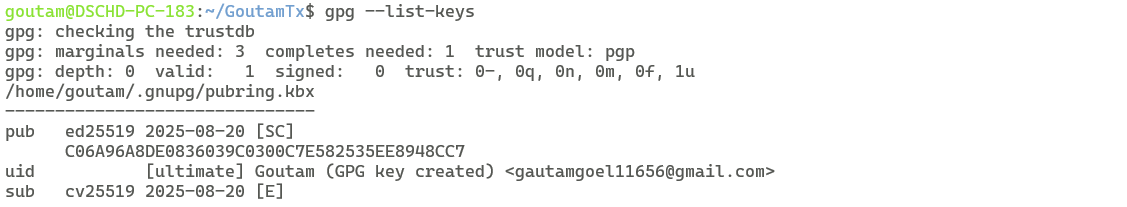 goutam@DSCHD-PC-183:~/GoutamTx$ gpg --list-keys
gpg: checking the trustdb
gpg: marginals needed: 3  completes needed: 1  trust model: pgp
gpg: depth: 0  valid:   1  signed:   0  trust: 0-, 0q, 0n, 0m, 0f, 1u
/home/goutam/.gnupg/pubring.kbx
-------------------------------
pub   ed25519 2025-08-20 [SC]
      C06A96A8DE0836039C0300C7E582535EE8948CC7
uid           [ultimate] Goutam (GPG key created) <gautamgoel11656@gmail.com>
sub   cv25519 2025-08-20 [E]